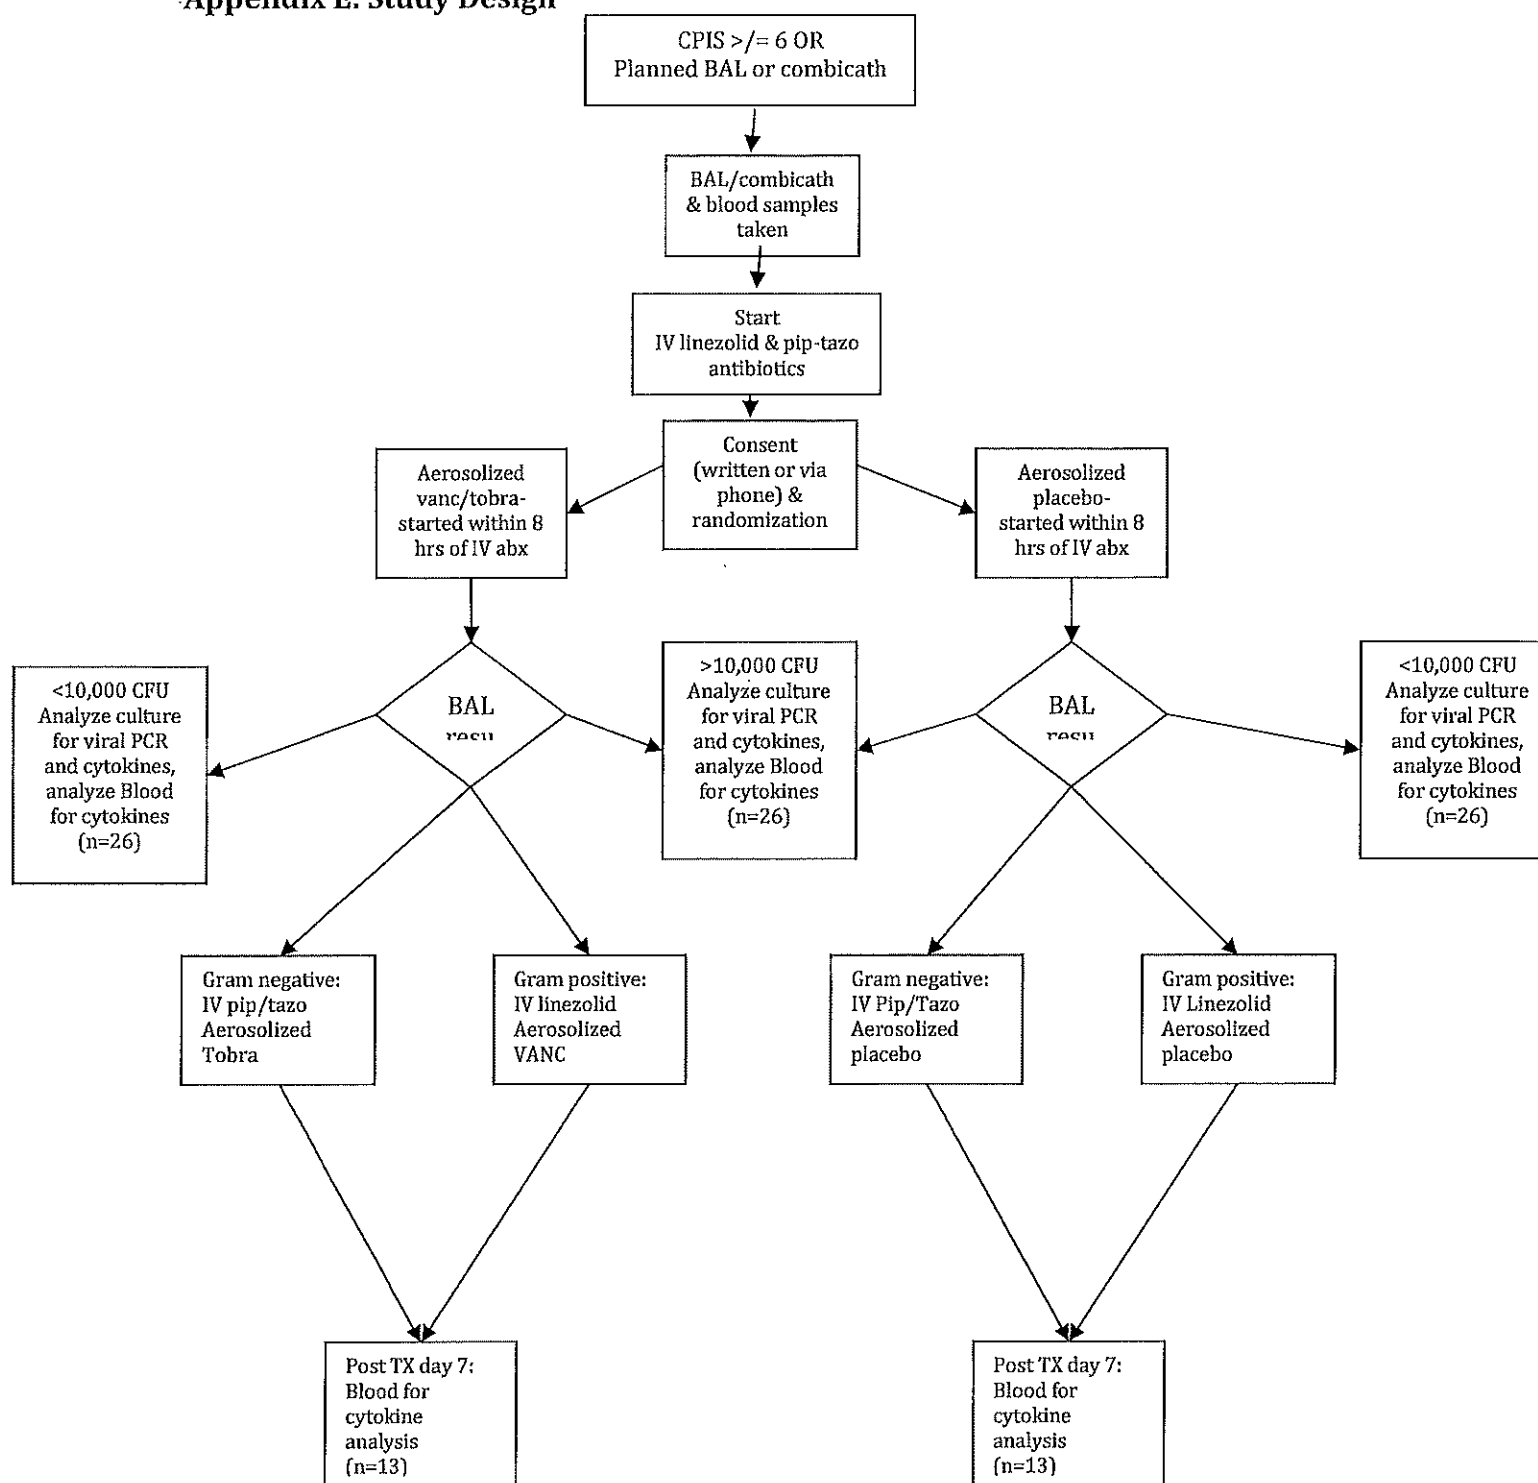 Appendix E: Study Design
CPIS >/= 6 OR
Planned BAL or combicath
BAL/combicath
& blood samples
taken
Start
IV linezolid & pip-tazo
antibiotics
Consent
(written or via
phone) &
randomization
Aerosolized
vanc/tobra-
started within 8
hrs of IV abx
Aerosolized
placebo-
started within 8
hrs of IV abx
<10,000 CFU
Analyze culture
for viral PCR
and cytokines,
analyze Blood
for cytokines
(n=26)
BAL
resu
>10,000 CFU
Analyze culture
for viral PCR
and cytokines,
analyze Blood
for cytokines
(n=26)
BAL
resu
<10,000 CFU
Analyze culture
for viral PCR
and cytokines,
analyze Blood
for cytokines
(n=26)
Gram negative:
IV pip/tazo
Aerosolized
Tobra
Gram positive:
IV linezolid
Aerosolized
VANC
Gram negative:
IV Pip/Tazo
Aerosolized
placebo
Gram positive:
IV Linezolid
Aerosolized
placebo
Post TX day 7:
Blood for
cytokine
analysis
(n=13)
Post TX day 7:
Blood for
cytokine
analysis
(n=13)